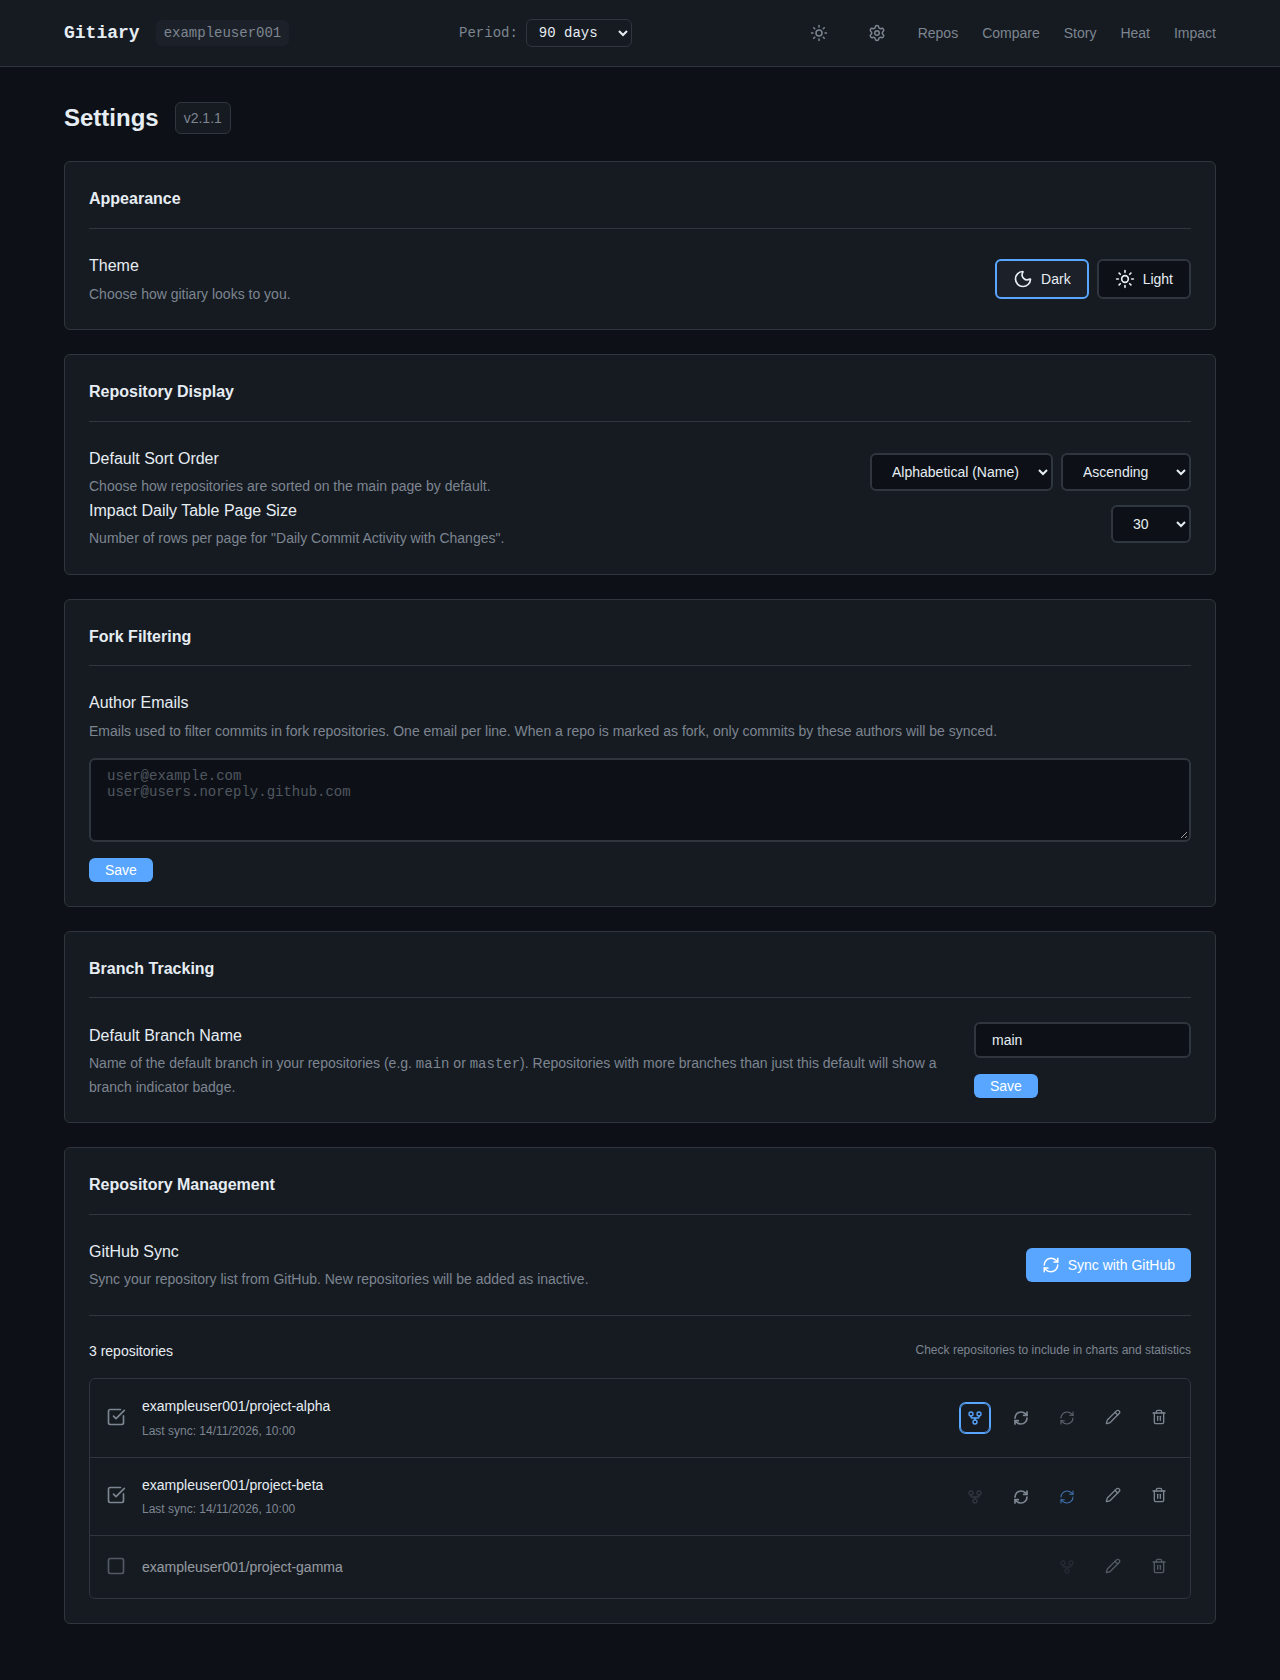 Gitiary exampleuser001 Period: 90 days Repos Compare Story Heat Impact
Settings v2.1.1
Appearance
Theme
Choose how gitiary looks to you.
Dark Light
Repository Display
Default Sort Order
Choose how repositories are sorted on the main page by default.
Alphabetical (Name) Ascending
Impact Daily Table Page Size
Number of rows per page for "Daily Commit Activity with Changes".
30
Fork Filtering
Author Emails
Emails used to filter commits in fork repositories. One email per line. When a repo is marked as fork, only commits by these authors will be synced.
user@example.com
user@users.noreply.github.com
Save
Branch Tracking
Default Branch Name
Name of the default branch in your repositories (e.g. main or master). Repositories with more branches than just this default will show a
branch indicator badge.
main
Save
Repository Management
GitHub Sync
Sync your repository list from GitHub. New repositories will be added as inactive.
Sync with GitHub
3 repositories
Check repositories to include in charts and statistics
exampleuser001/project-alpha
Last sync: 14/11/2026, 10:00
exampleuser001/project-beta
Last sync: 14/11/2026, 10:00
exampleuser001/project-gamma